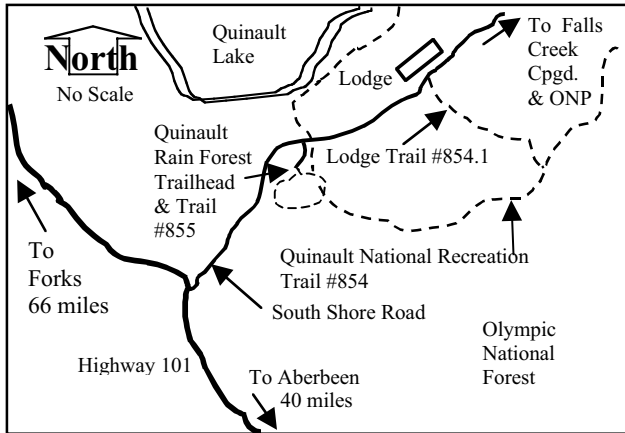 North
No Scale
Quinault
Lake
Lodge
To Falls
Creek
Cpgd.
& ONP
Quinault
Rain Forest
Trailhead
& Trail
#855
Lodge Trail #854.1
To
Forks
66 miles
Quinault National Recreation
Trail #854
South Shore Road
Olympic
National
Forest
Highway 101
To Aberbeen
40 miles